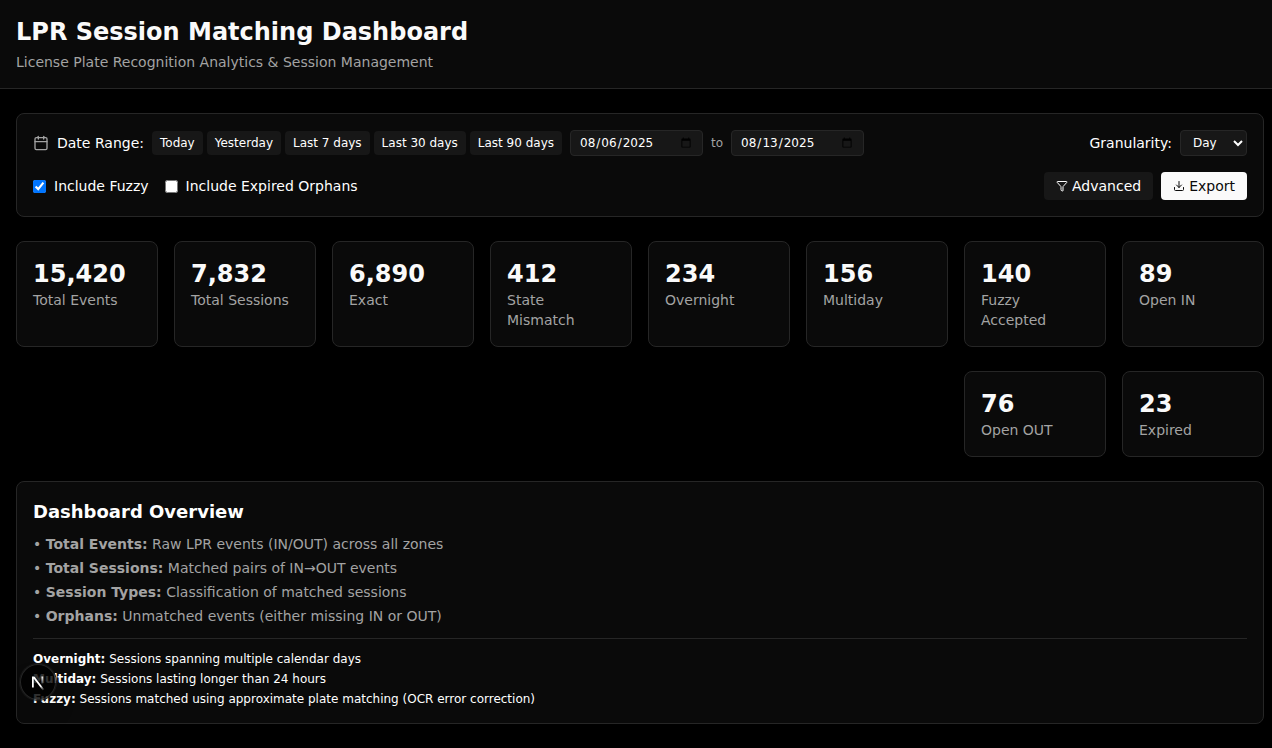 LPR Session Matching Dashboard
License Plate Recognition Analytics & Session Management
Date Range: Today Yesterday Last 7 days Last 30 days Last 90 days 08/06/2025 to 08/13/2025 Granularity: Day
Include Fuzzy Include Expired Orphans Advanced Export
15,420 7,832 6,890 412 234 156 140 89
Total Events Total Sessions Exact State Overnight Multiday Fuzzy Open IN
Mismatch Accepted
76 23
Open OUT Expired
Dashboard Overview
• Total Events: Raw LPR events (IN/OUT) across all zones
• Total Sessions: Matched pairs of IN→OUT events
• Session Types: Classification of matched sessions
• Orphans: Unmatched events (either missing IN or OUT)
Overnight: Sessions spanning multiple calendar days
Multiday: Sessions lasting longer than 24 hours
Fuzzy: Sessions matched using approximate plate matching (OCR error correction)